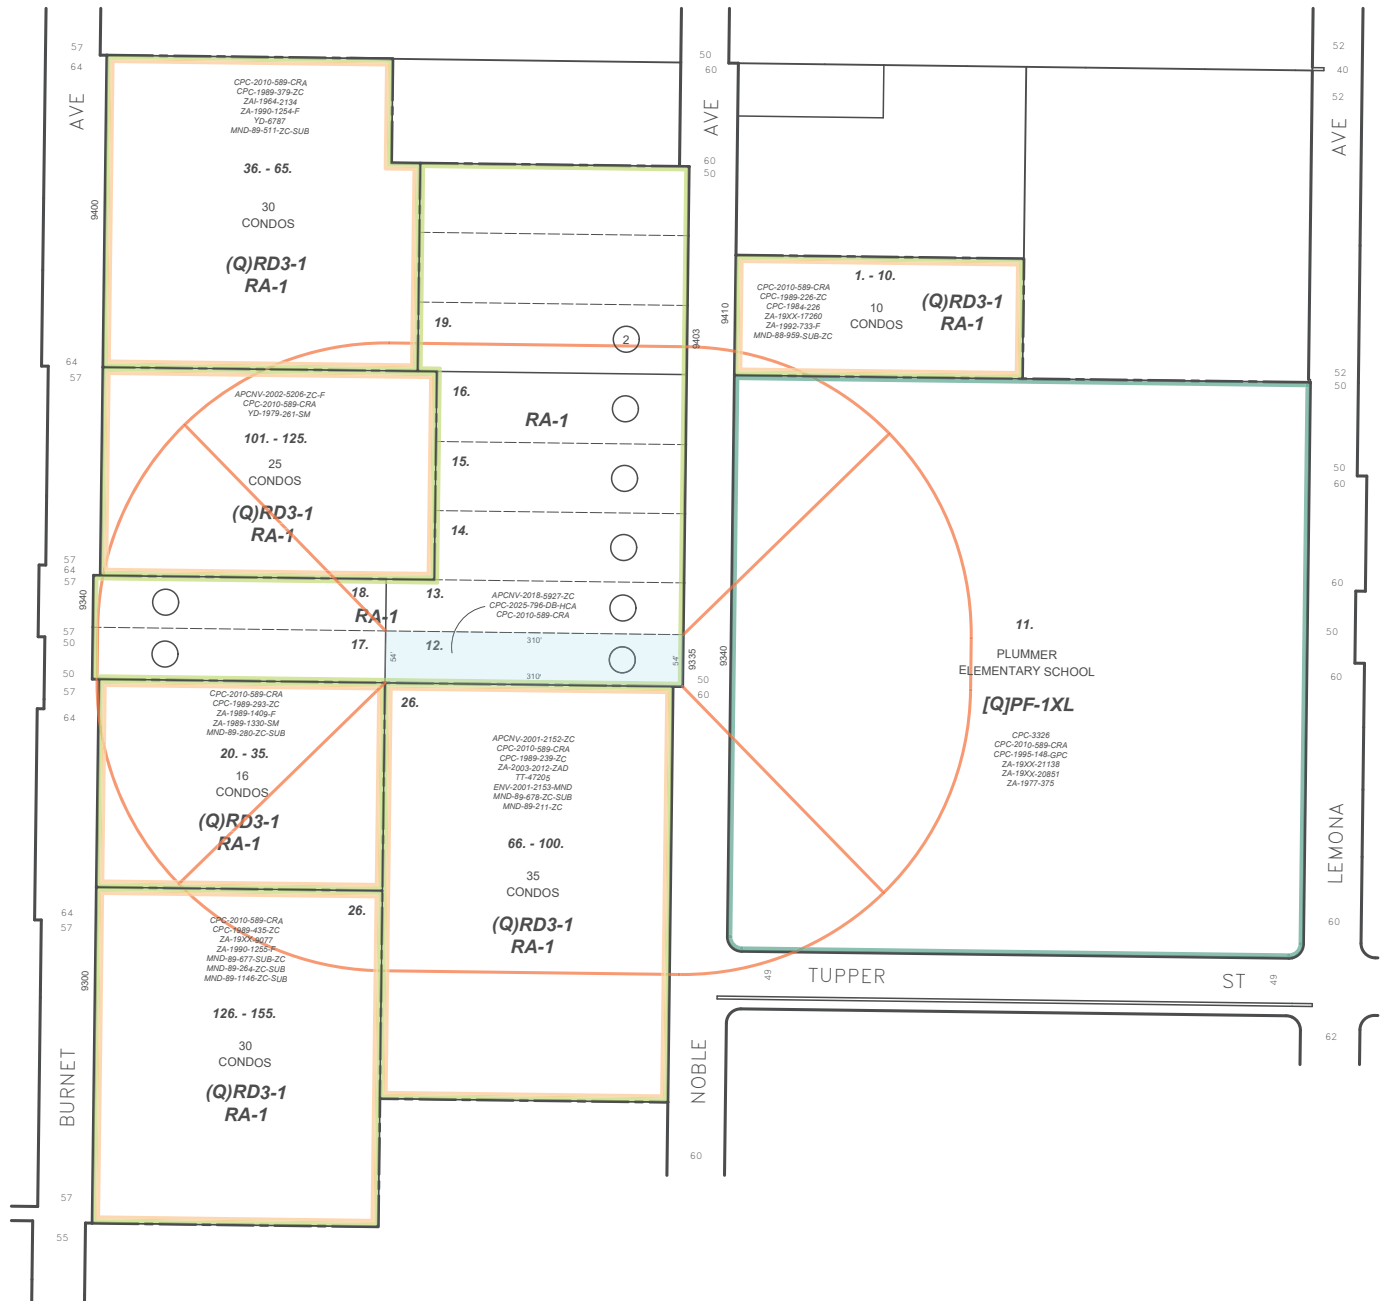 57
64
AVE
9400
64
57
CPC-2010-589-CRA
CPC-1989-379-ZC
ZAI-1964-2134
ZA-1990-1254-F
YD-6787
MND-89-511-ZC-SUB
36. - 65.
30
CONDOS
(Q)RD3-1
RA-1
50
60
AVE
60
50
19.
2
9403
16.
RA-1
15.
14.
13.
52
40
52
AVE
1. - 10.
CPC-2010-589-CRA
CPC-1989-226-ZC
CPC-1984-226
ZA-19XX-17260
ZA-1992-733-F
MND-88-959-SUB-ZC
10
CONDOS
(Q)RD3-1
RA-1
9410
52
50
50
60
60
50
60
APCNV-2002-5206-ZC-F
CPC-2010-589-CRA
YD-1979-261-SM
101. - 125.
25
CONDOS
(Q)RD3-1
RA-1
57
64
57
9340
57
50
50
57
64
18.
RA-1
17.
APCNV-2018-5927-ZC
CPC-2025-796-DB-HCA
CPC-2010-589-CRA
12.
310'
54'
54'
310'
9335
9340
50
60
11.
PLUMMER
ELEMENTARY SCHOOL
[Q]PF-1XL
CPC-3326
CPC-2010-589-CRA
CPC-1995-148-GPC
ZA-19XX-21138
ZA-19XX-20851
ZA-1977-375
CPC-2010-589-CRA
CPC-1989-293-ZC
ZA-1989-1409-F
ZA-1989-1330-SM
MND-89-280-ZC-SUB
20. - 35.
16
CONDOS
(Q)RD3-1
RA-1
26.
APCNV-2001-2152-ZC
CPC-2010-589-CRA
CPC-1989-239-ZC
ZA-2003-2012-ZAD
TT-47205
ENV-2001-2153-MND
MND-89-678-ZC-SUB
MND-89-211-ZC
66. - 100.
35
CONDOS
(Q)RD3-1
RA-1
LEMONA
60
64
57
9300
26.
CPC-2010-589-CRA
CPC-1989-435-ZC
ZA-19XX-9077
ZA-1990-1255-F
MND-89-677-SUB-ZC
MND-89-264-ZC-SUB
MND-89-1146-ZC-SUB
126. - 155.
30
CONDOS
(Q)RD3-1
RA-1
49
TUPPER
ST
49
62
BURNET
NOBLE
60
57
55